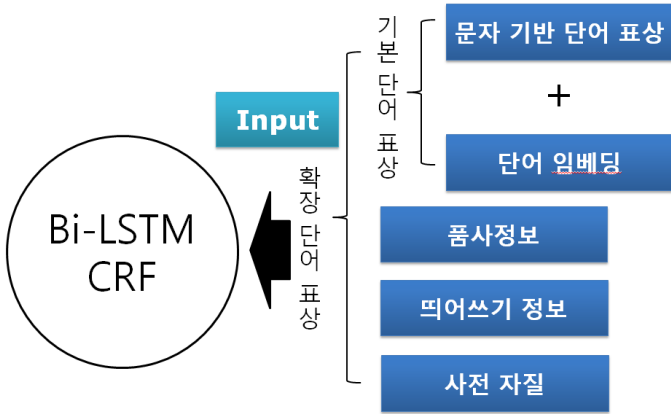 Bi-LSTM
CRF
Input
확장 단어 표상
기본 단어 표상
문자 기반 단어 표상
+
단어 임베딩
품사정보
띄어쓰기 정보
사전 자질